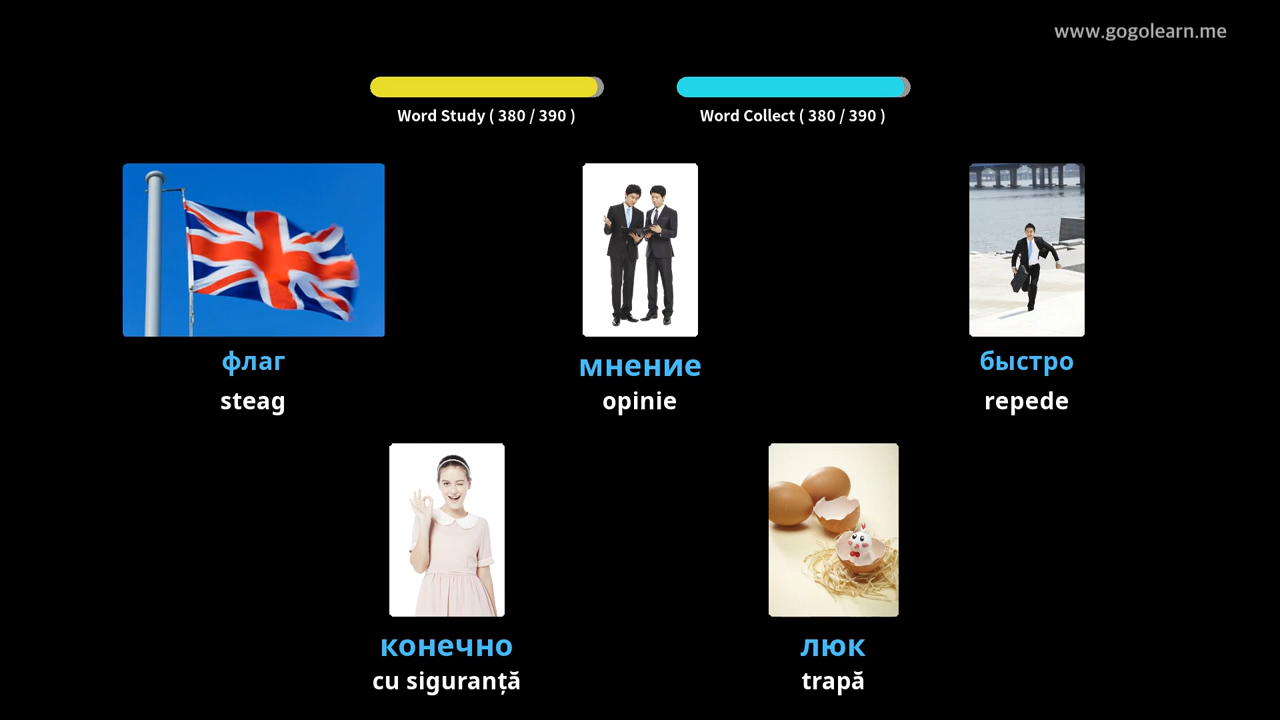 www.gogolearn.me
Word Study ( 380 / 390 )
Word Collect ( 380 / 390 )
флаг
steag
мнение
opinie
быстро
repede
конечно
cu siguranță
люк
trapă